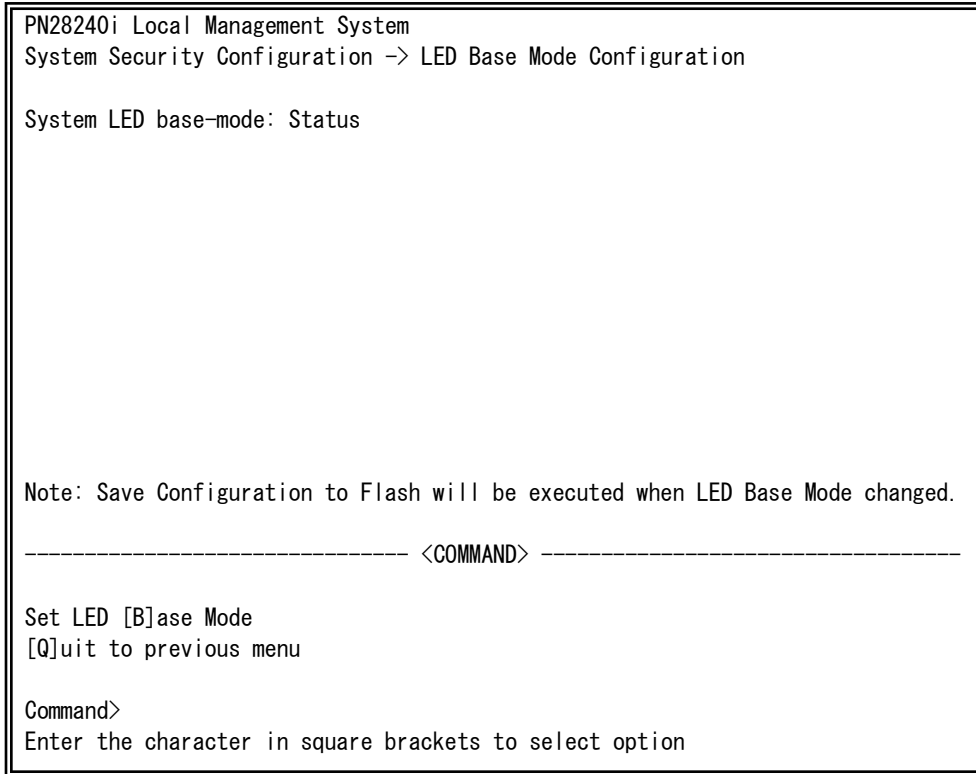 PN28240i Local Management System
System Security Configuration -> LED Base Mode Configuration
System LED base-mode: Status
Note: Save Configuration to Flash will be executed when LED Base Mode changed.
-------------------------------- <COMMAND> -----------------------------------
Set LED [B]ase Mode
[Q]uit to previous menu
Command>
Enter the character in square brackets to select option